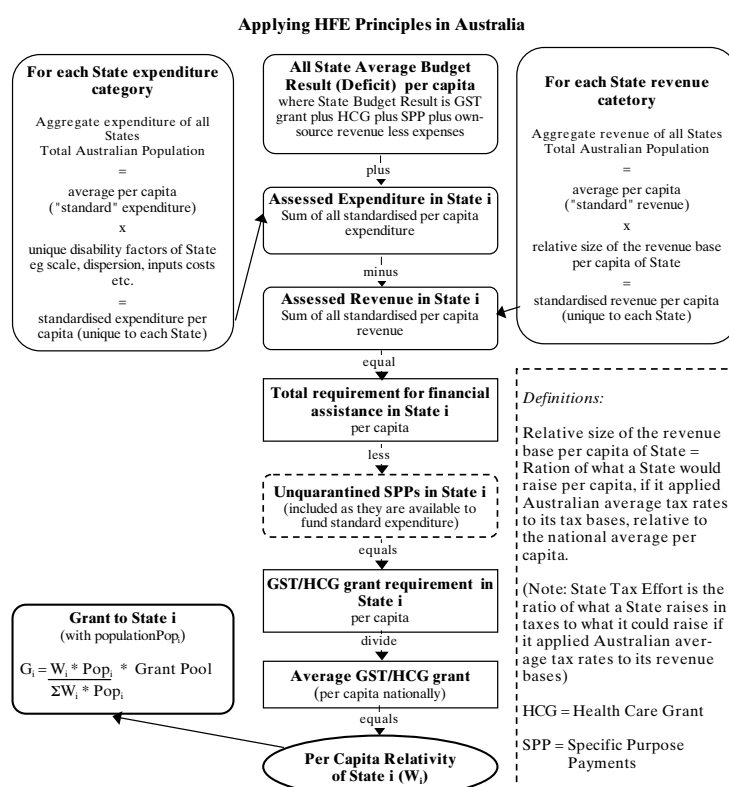 Applying HFE Principles in Australia
For each State expenditure
category
Aggregate expenditure of all
States
Total Australian Population
=
average per capita
("standard" expenditure)
x
unique disability factors of State
eg scale, dispersion, inputs costs
etc.
=
standardised expenditure per
capita (unique to each State)
All State Average Budget
Result (Deficit) per capita
where State Budget Result is GST
grant plus HCG plus SPP plus own-
source revenue less expenses
plus
Assessed Expenditure in State i
Sum of all standardised per capita
expenditure
minus
Assessed Revenue in State i
Sum of all standardised per capita
revenue
equal
Total requirement for financial
assistance in State i
per capita
less
Unquarantined SPPs in State i
(included as they are available to
fund standard expenditure)
equals
GST/HCG grant requirement in
State i
per capita
divide
Average GST/HCG grant
(per capita nationally)
equals
Per Capita Relativity
of State i (Wi)
For each State revenue
catetory
Aggregate revenue of all States
Total Australian Population
=
average per capita
("standard" revenue)
x
relative size of the revenue base
per capita of State
=
standardised revenue per capita
(unique to each State)
Definitions:
Relative size of the revenue
base per capita of State =
Ration of what a State would
raise per capita, if it applied
Australian average tax rates
to its tax bases, relative to
the national average per
capita.
(Note: State Tax Effort is the
ratio of what a State raises in
taxes to what it could raise if
it applied Australian aver-
age tax rates to its revenue
bases)
HCG = Health Care Grant
SPP = Specific Purpose
Payments
Grant to State i
(with populationPopi)
Gi = Wi * Popi * Grant Pool
ΣWi * Popi